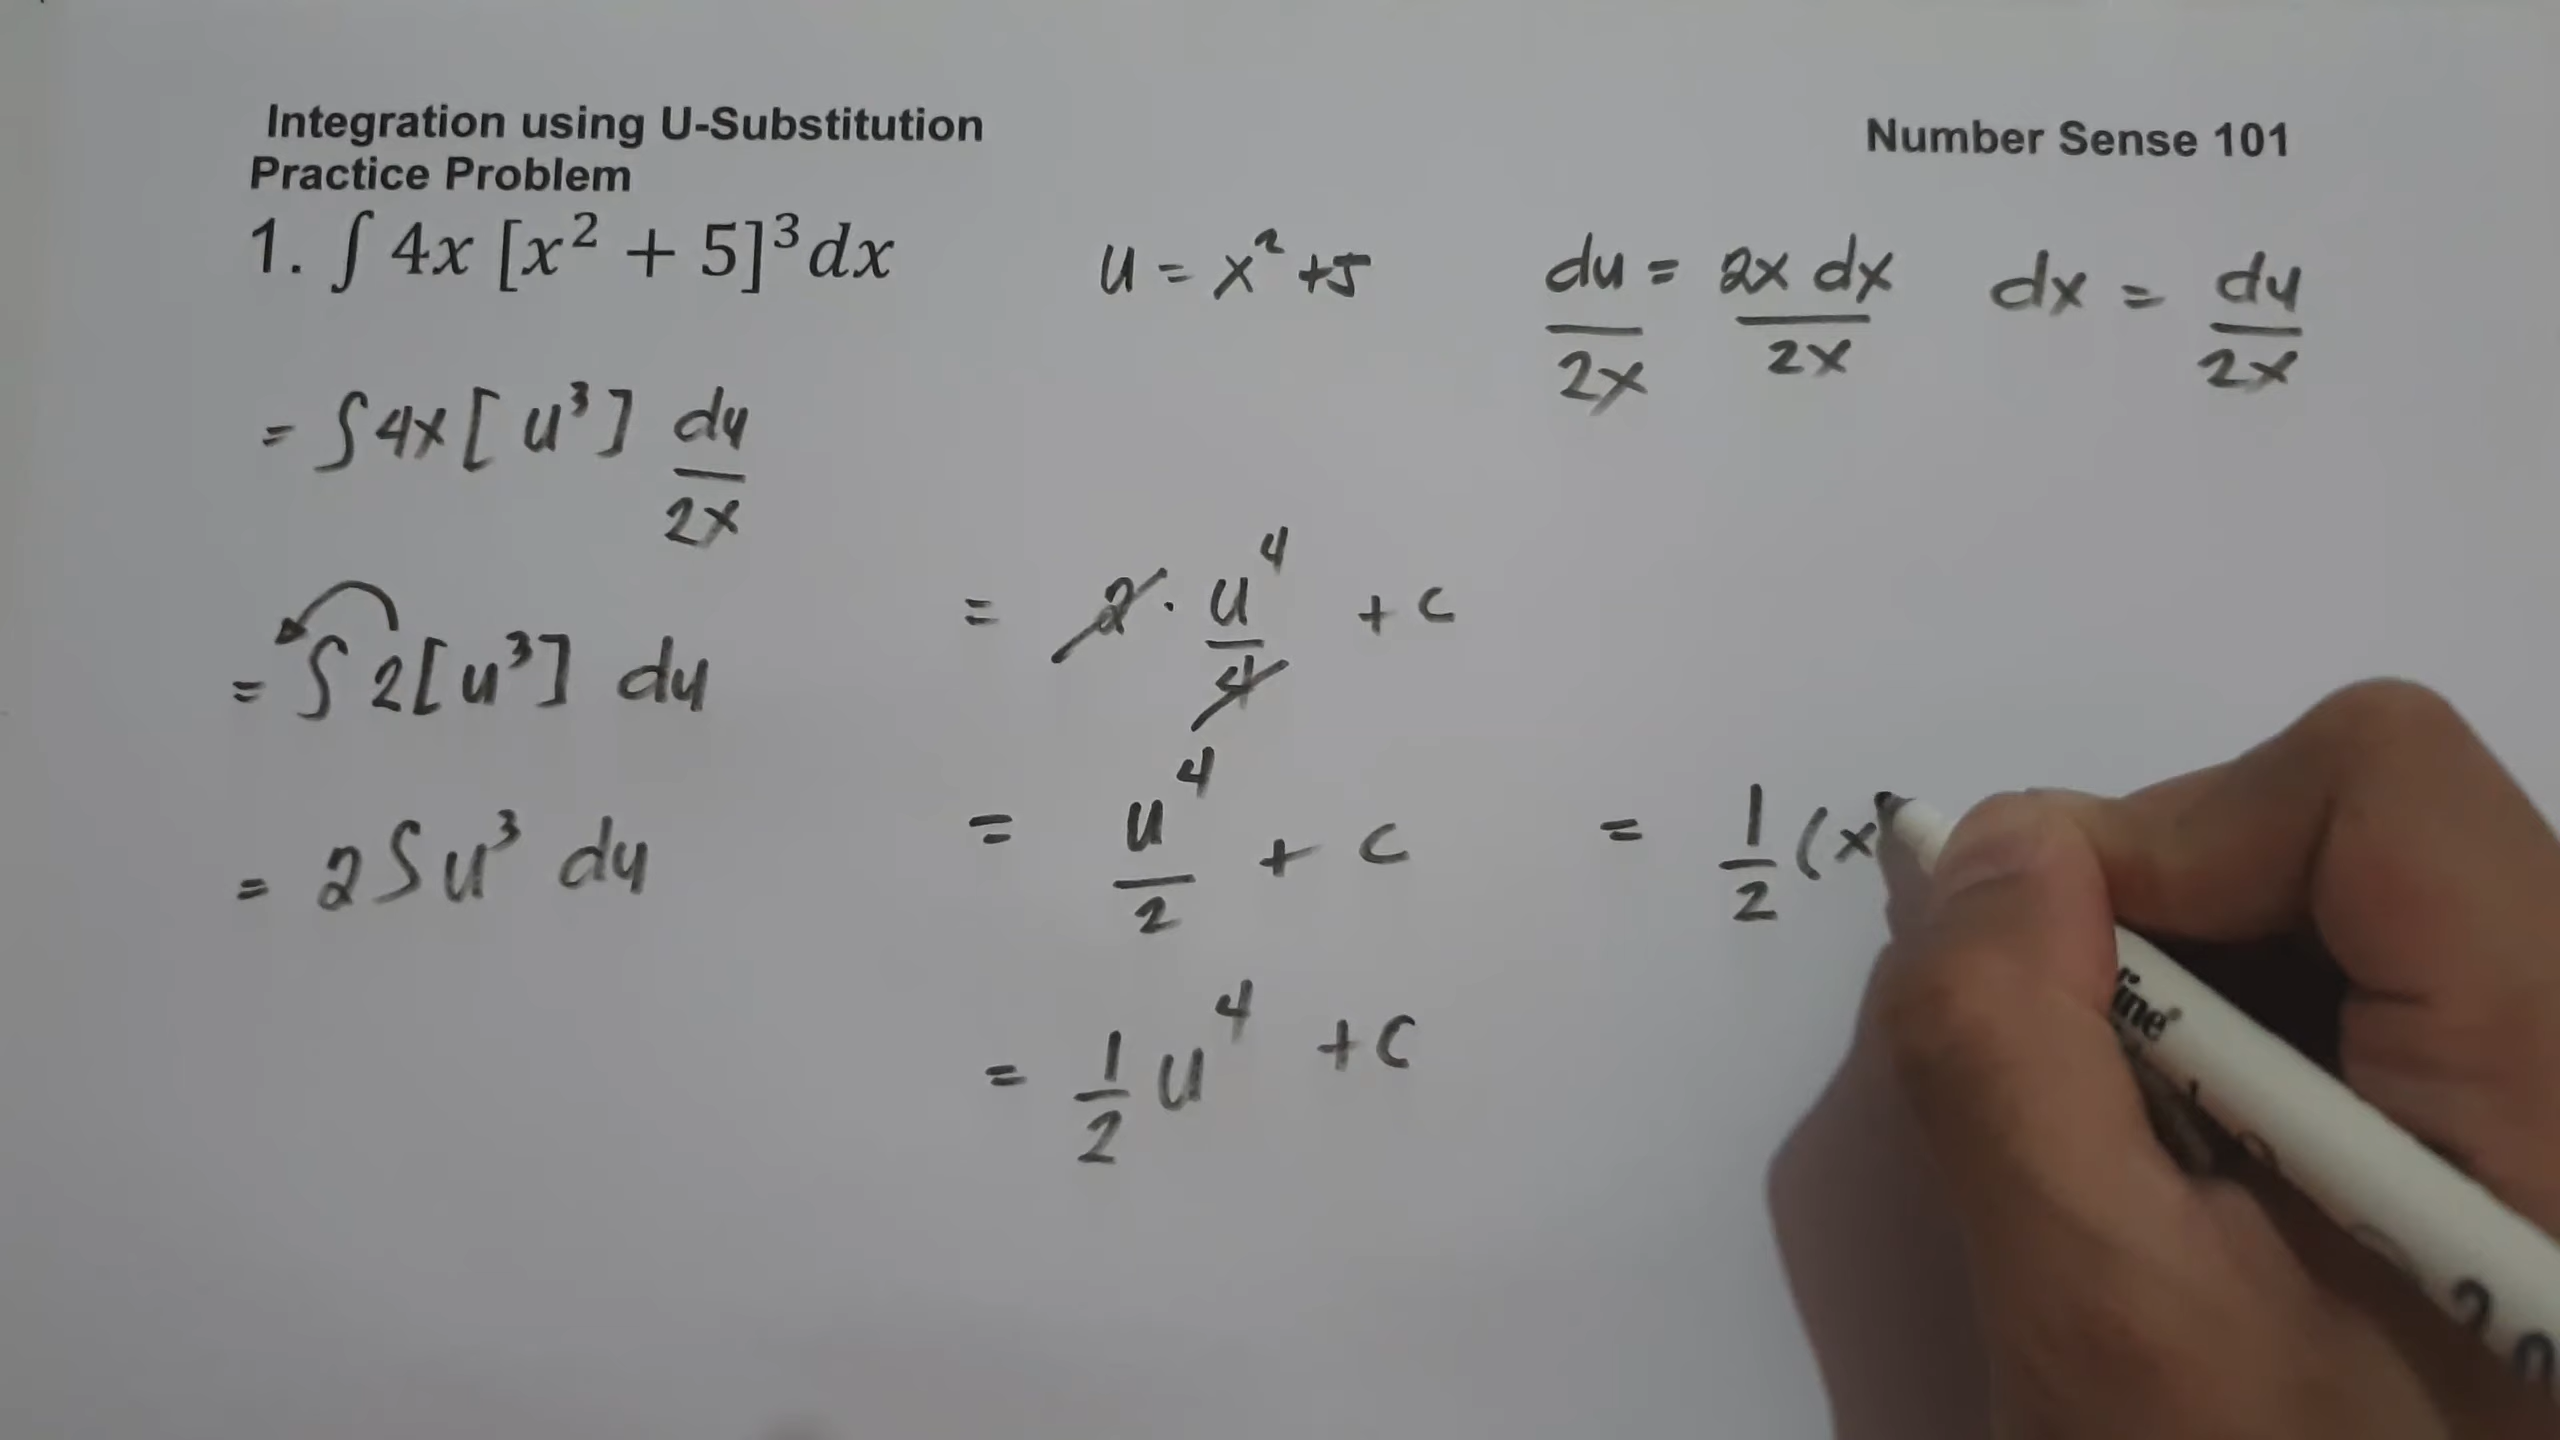 Integration using U-Substitution
Number Sense 101
Practice Problem
1. ∫ 4x [x² + 5]³ dx
u = x² + 5
du/2x = 2x dx/2x
dx = du/2x
= ∫ 4x [u³] du/2x
= ∫ 2[u³] du
= 2 ∫ u³ du
= 2 · u⁴/4 + c
= u⁴/2 + c
= 1/2 u⁴ + c
= 1/2 (x
line®